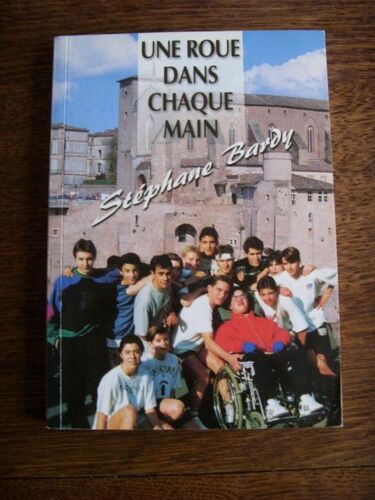 UNE ROUE
DANS
CHAQUE
MAIN
Stéphane Bardy